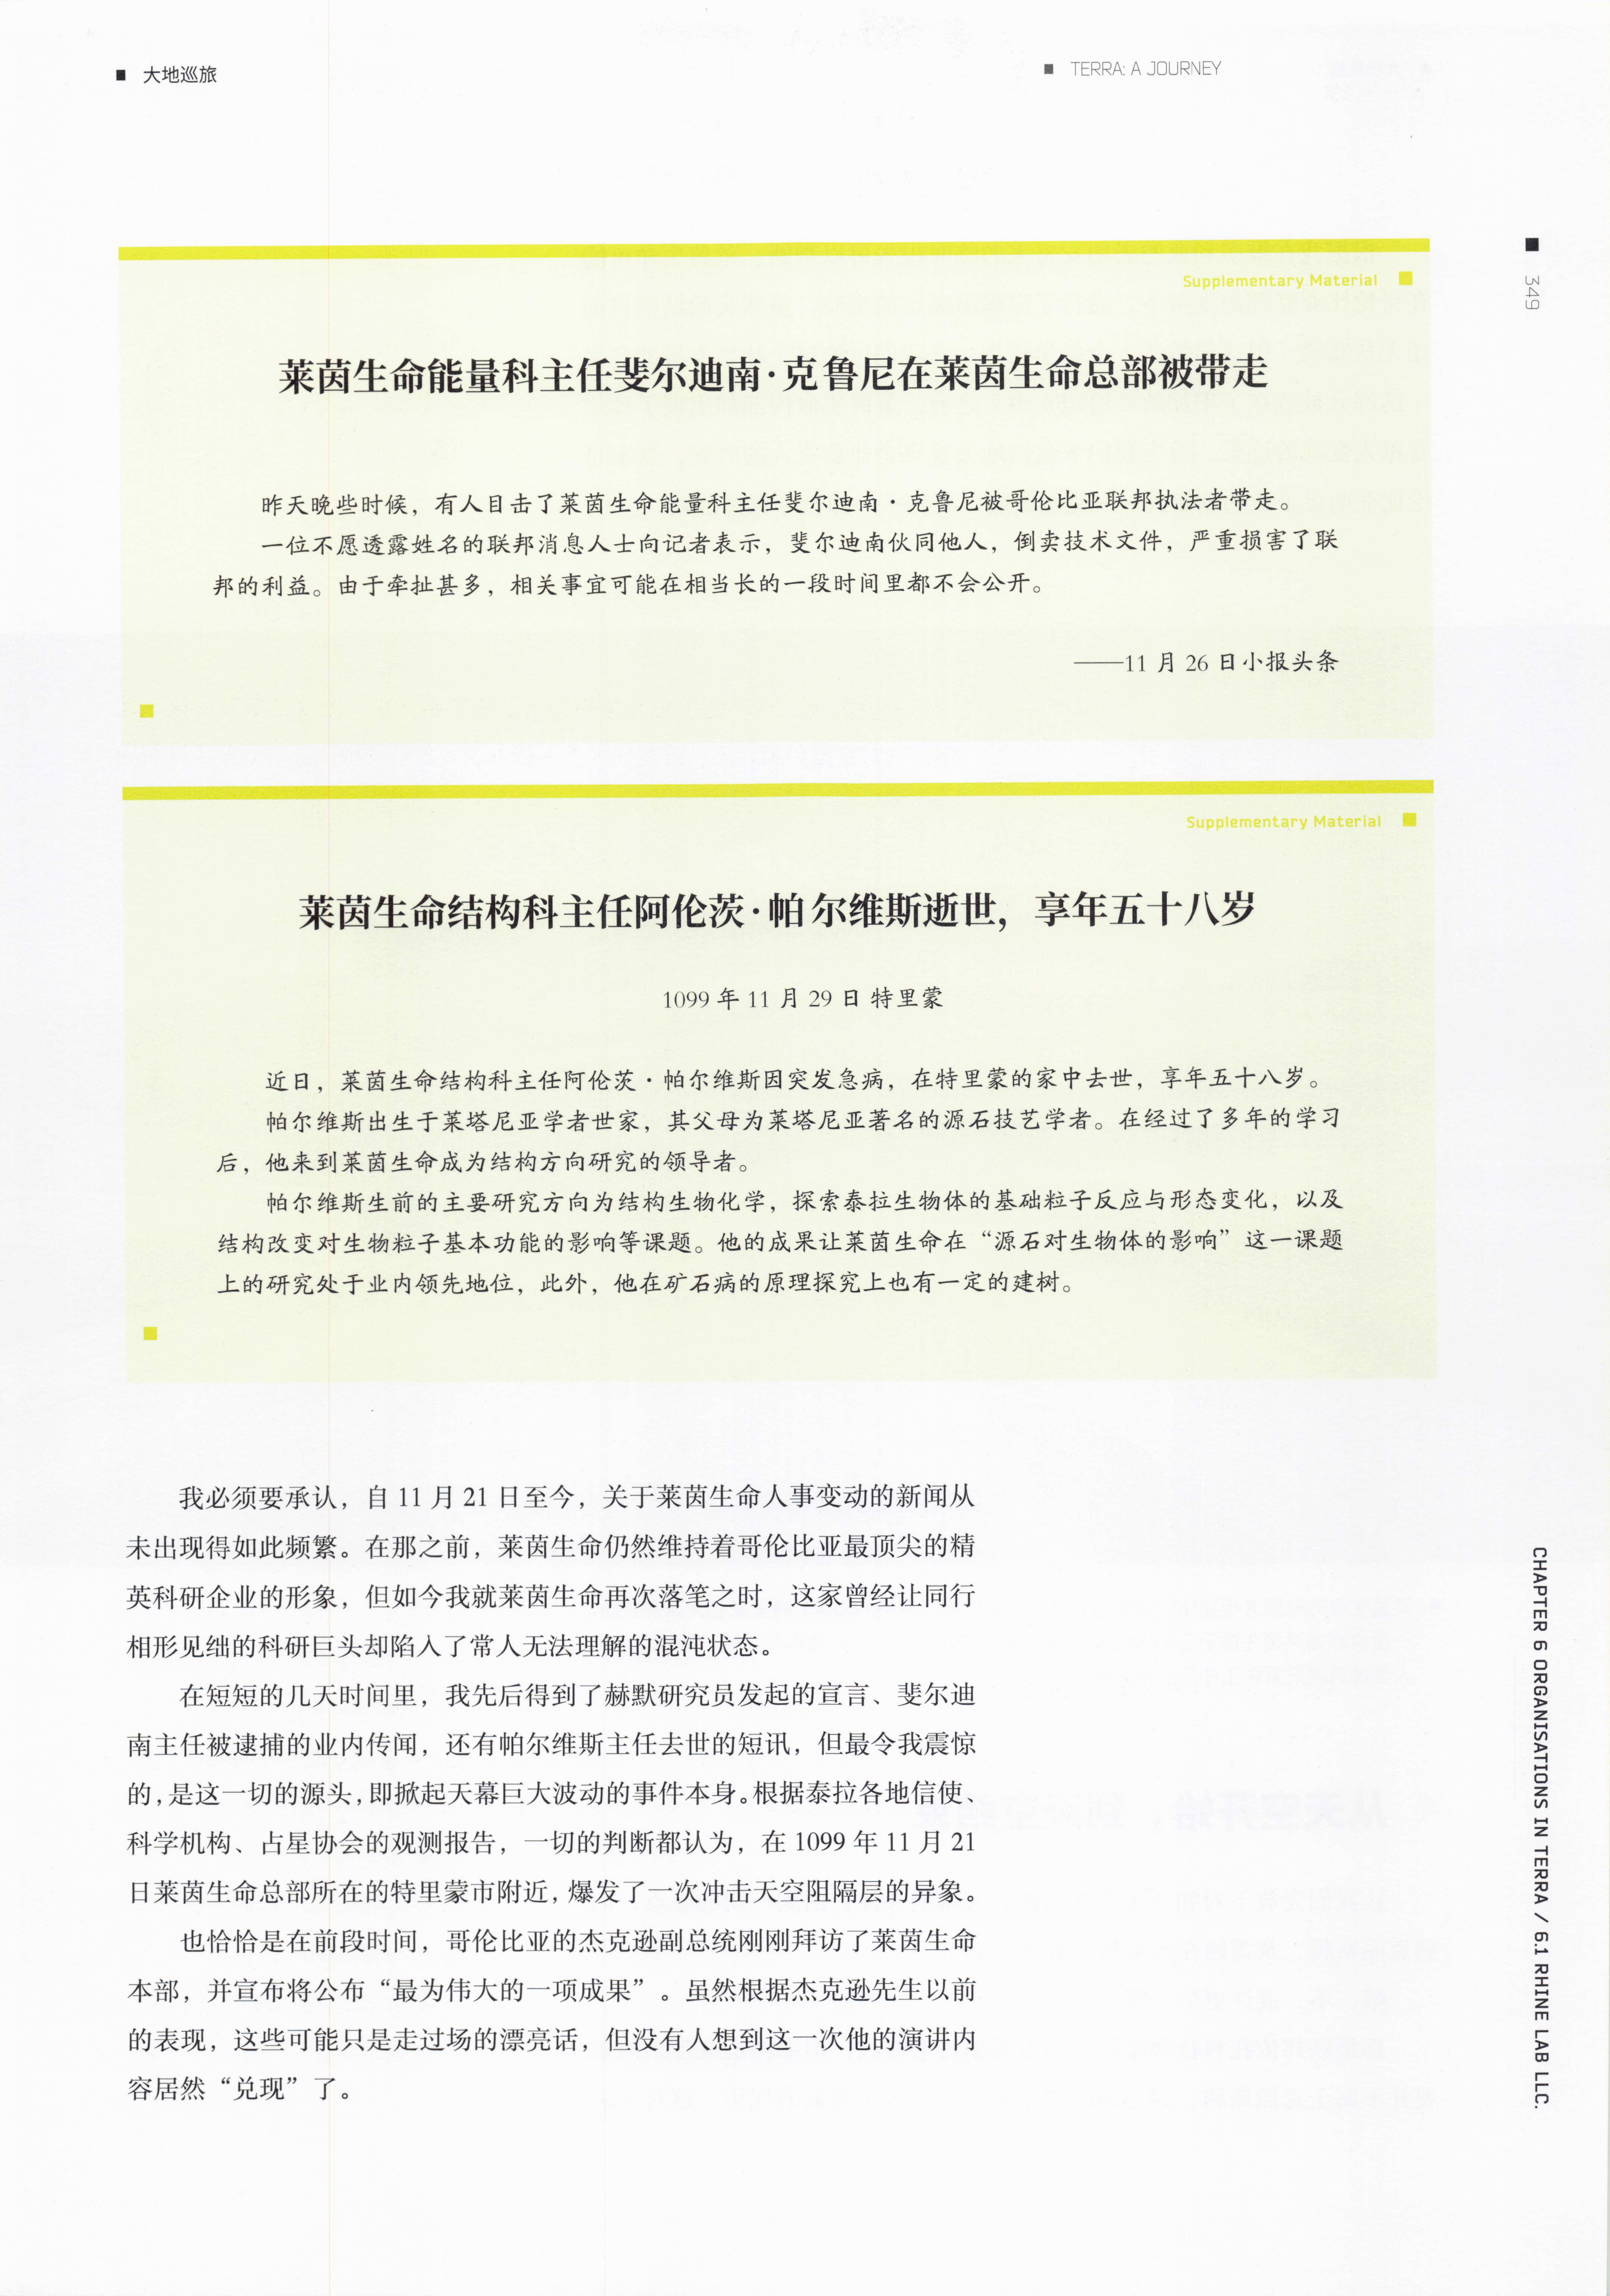 大地巡旅
TERRA: A JOURNEY
349
Supplementary Material
莱茵生命能量科主任斐尔迪南·克鲁尼在莱茵生命总部被带走
昨天晚些时候，有人目击了莱茵生命能量科主任斐尔迪南·克鲁尼被哥伦比亚联邦执法者带走。
一位不愿透露姓名的联邦消息人士向记者表示，斐尔迪南伙同他人，倒卖技术文件，严重损害了联
邦的利益。由于牵扯甚多，相关事宜可能在相当长的一段时间里都不会公开。
——11 月 26 日小报头条
Supplementary Material
莱茵生命结构科主任阿伦茨·帕尔维斯逝世，享年五十八岁
1099 年 11 月 29 日 特里蒙
近日，莱茵生命结构科主任阿伦茨·帕尔维斯因突发急病，在特里蒙的家中去世，享年五十八岁。
帕尔维斯出生于莱塔尼亚学者世家，其父母为莱塔尼亚著名的源石技艺学者。在经过了多年的学习
后，他来到莱茵生命成为结构方向研究的领导者。
帕尔维斯生前的主要研究方向为结构生物化学，探索泰拉生物体的基础粒子反应与形态变化，以及
结构改变对生物粒子基本功能的影响等课题。他的成果让莱茵生命在“源石对生物体的影响”这一课题
上的研究处于业内领先地位，此外，他在矿石病的原理探究上也有一定的建树。
我必须要承认，自 11 月 21 日至今，关于莱茵生命人事变动的新闻从
未出现得如此频繁。在那之前，莱茵生命仍然维持着哥伦比亚最顶尖的精
英科研企业的形象，但如今我就莱茵生命再次落笔之时，这家曾经让同行
相形见绌的科研巨头却陷入了常人无法理解的混沌状态。
在短短的几天时间里，我先后得到了赫默研究员发起的宣言、斐尔迪
南主任被逮捕的业内传闻，还有帕尔维斯主任去世的短讯，但最令我震惊
的，是这一切的源头，即掀起天幕巨大波动的事件本身。根据泰拉各地信使、
科学机构、占星协会的观测报告，一切的判断都认为，在 1099 年 11 月 21
日莱茵生命总部所在的特里蒙市附近，爆发了一次冲击天空阻隔层的异象。
也恰恰是在前段时间，哥伦比亚的杰克逊副总统刚刚拜访了莱茵生命
本部，并宣布将公布“最为伟大的一项成果”。虽然根据杰克逊先生以前
的表现，这些可能只是走过场的漂亮话，但没有人想到这一次他的演讲内
容居然“兑现”了。
CHAPTER 6 ORGANISATIONS IN TERRA / 6.1 RHINE LAB LLC.